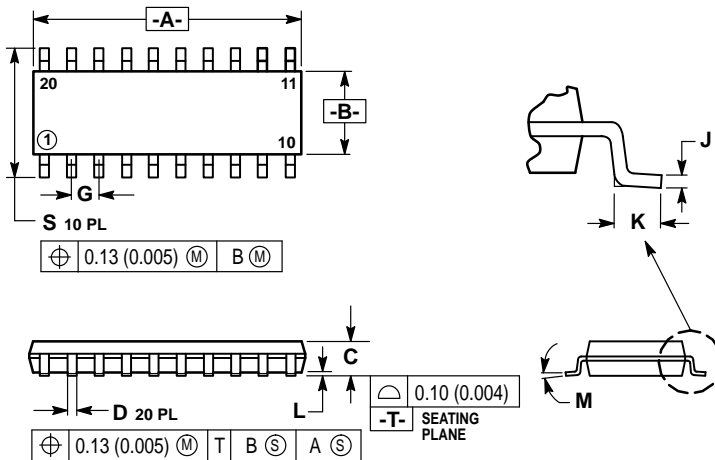 -A-
20
11
-B-
①
10
G
S 10 PL
⌖ 0.13 (0.005) Ⓜ B Ⓜ
J
K
C
L
D 20 PL
⌓ 0.10 (0.004)
-T- SEATING
PLANE
M
⌖ 0.13 (0.005) Ⓜ T B Ⓢ A Ⓢ